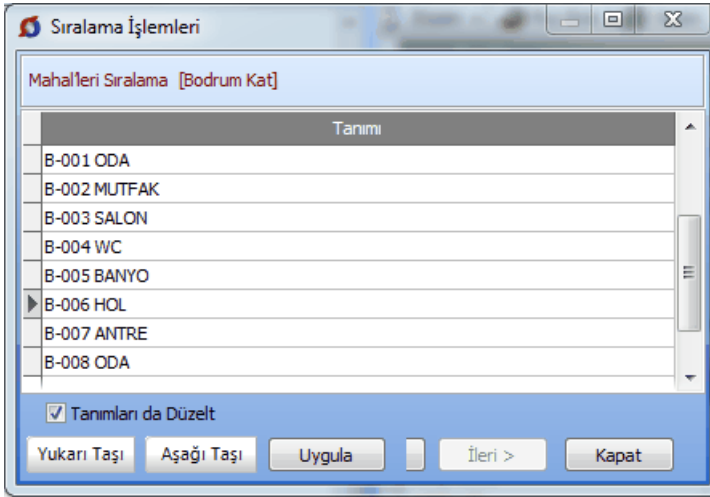 Sıralama İşlemleri
Mahal'leri Sıralama [Bodrum Kat]
Tanımı
B-001 ODA
B-002 MUTFAK
B-003 SALON
B-004 WC
B-005 BANYO
B-006 HOL
B-007 ANTRE
B-008 ODA
Tanımları da Düzelt
Yukarı Taşı Aşağı Taşı Uygula İleri > Kapat